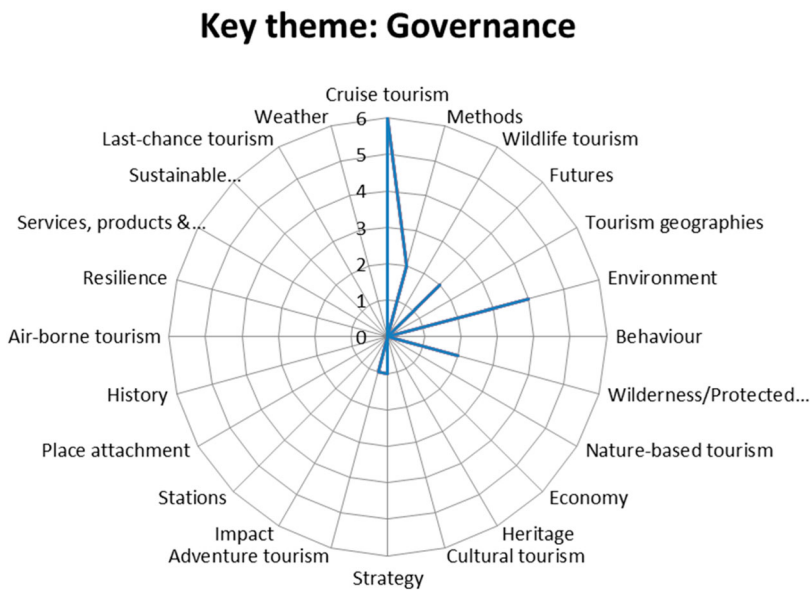 Key theme: Governance
Cruise tourism
Weather
Methods
Last-chance tourism
Wildlife tourism
Sustainable...
Futures
Services, products &...
Tourism geographies
Resilience
Environment
Air-borne tourism
Behaviour
History
Wilderness/Protected...
Place attachment
Nature-based tourism
Stations
Economy
Impact
Heritage
Adventure tourism
Cultural tourism
Strategy
6
5
4
3
2
1
0